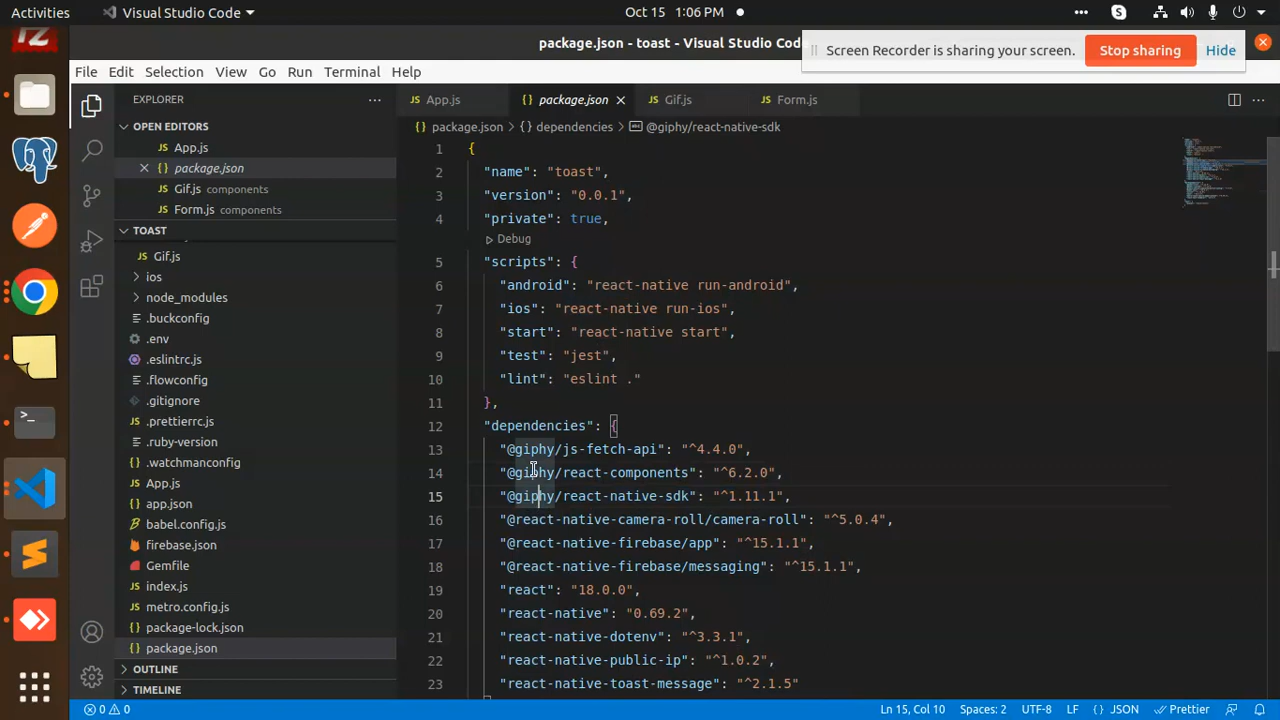 Activities
Visual Studio Code
Oct 15 1:06 PM
package.json - toast - Visual Studio Code
Screen Recorder is sharing your screen.
Stop sharing
Hide
File Edit Selection View Go Run Terminal Help
EXPLORER
OPEN EDITORS
App.js
package.json
Gif.js components
Form.js components
TOAST
Gif.js
ios
node_modules
.buckconfig
.env
.eslintrc.js
.flowconfig
.gitignore
.prettierrc.js
.ruby-version
.watchmanconfig
App.js
app.json
babel.config.js
firebase.json
Gemfile
index.js
metro.config.js
package-lock.json
package.json
OUTLINE
TIMELINE
App.js
package.json
Gif.js
Form.js
package.json > {} dependencies > @giphy/react-native-sdk
1 {
2 "name": "toast",
3 "version": "0.0.1",
4 "private": true,
Debug
5 "scripts": {
6 "android": "react-native run-android",
7 "ios": "react-native run-ios",
8 "start": "react-native start",
9 "test": "jest",
10 "lint": "eslint ."
11 },
12 "dependencies": {
13 "@giphy/js-fetch-api": "^4.4.0",
14 "@giphy/react-components": "^6.2.0",
15 "@giphy/react-native-sdk": "^1.11.1",
16 "@react-native-camera-roll/camera-roll": "^5.0.4",
17 "@react-native-firebase/app": "^15.1.1",
18 "@react-native-firebase/messaging": "^15.1.1",
19 "react": "18.0.0",
20 "react-native": "0.69.2",
21 "react-native-dotenv": "^3.3.1",
22 "react-native-public-ip": "^1.0.2",
23 "react-native-toast-message": "^2.1.5"
0 0
Ln 15, Col 10
Spaces: 2
UTF-8
LF
{} JSON
Prettier